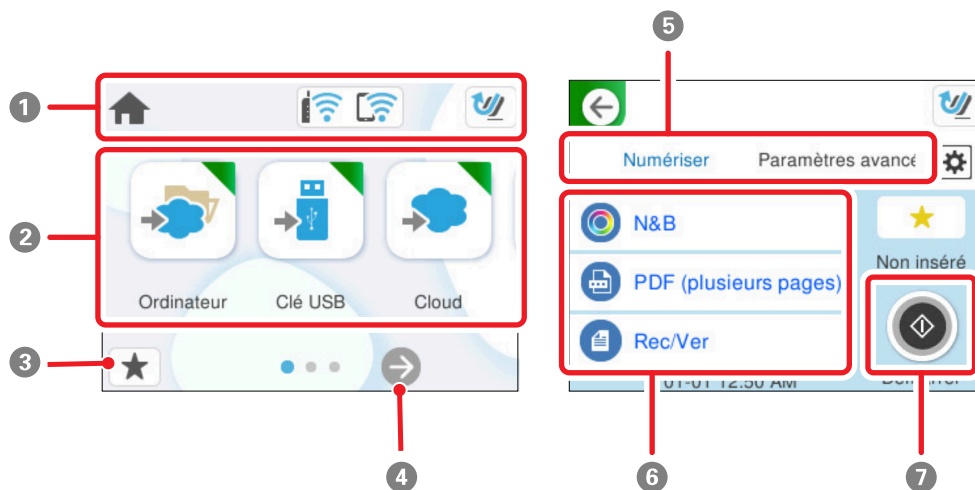 5
1
2
3
Ordinateur Clé USB Cloud
4
Numériser Paramètres avancé
N&B
PDF (plusieurs pages)
Rec/Ver
Non inséré
01-01 12:50 AM
6
7